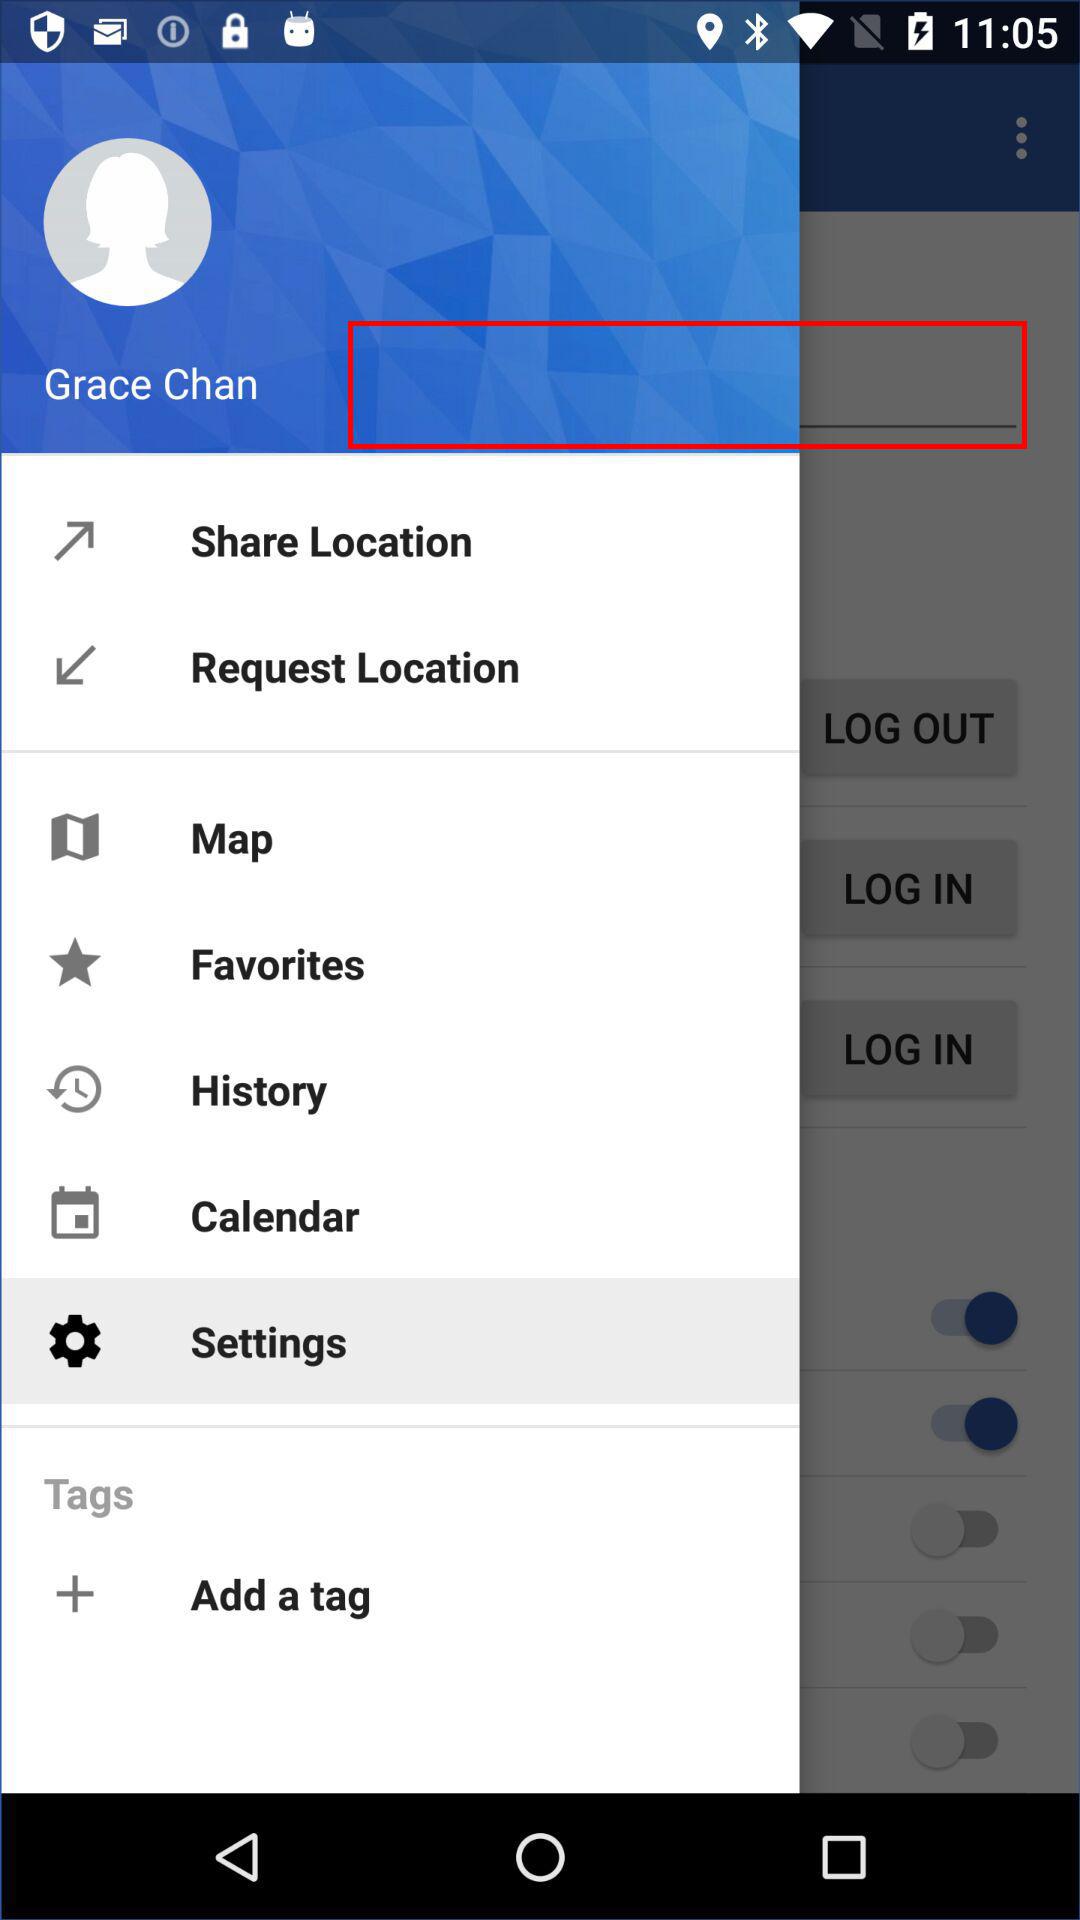 11:05
Grace Chan
Share Location
Request Location
LOG OUT
Map
LOG IN
Favorites
LOG IN
History
Calendar
Settings
Tags
Add a tag